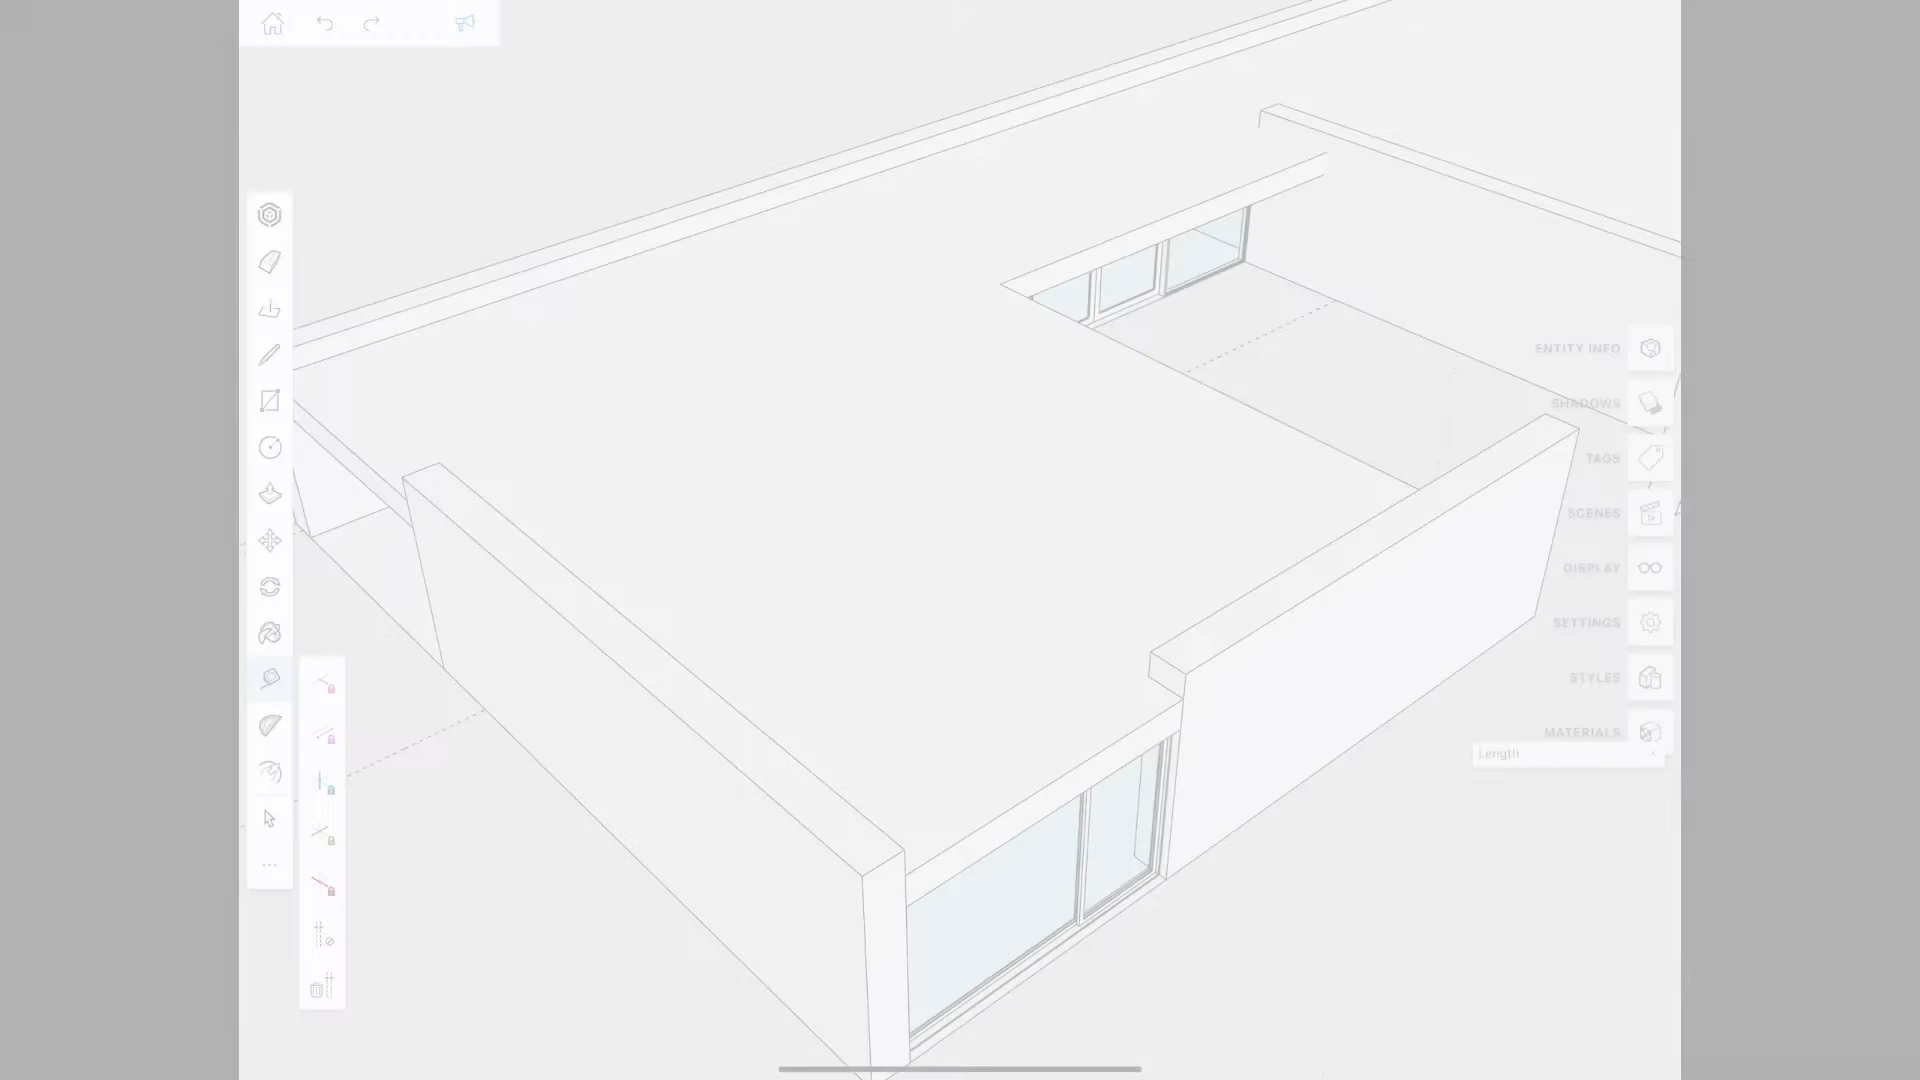 ENTITY INFO
SHADOWS
TAGS
SCENES
DISPLAY
SETTINGS
STYLES
MATERIALS
Length